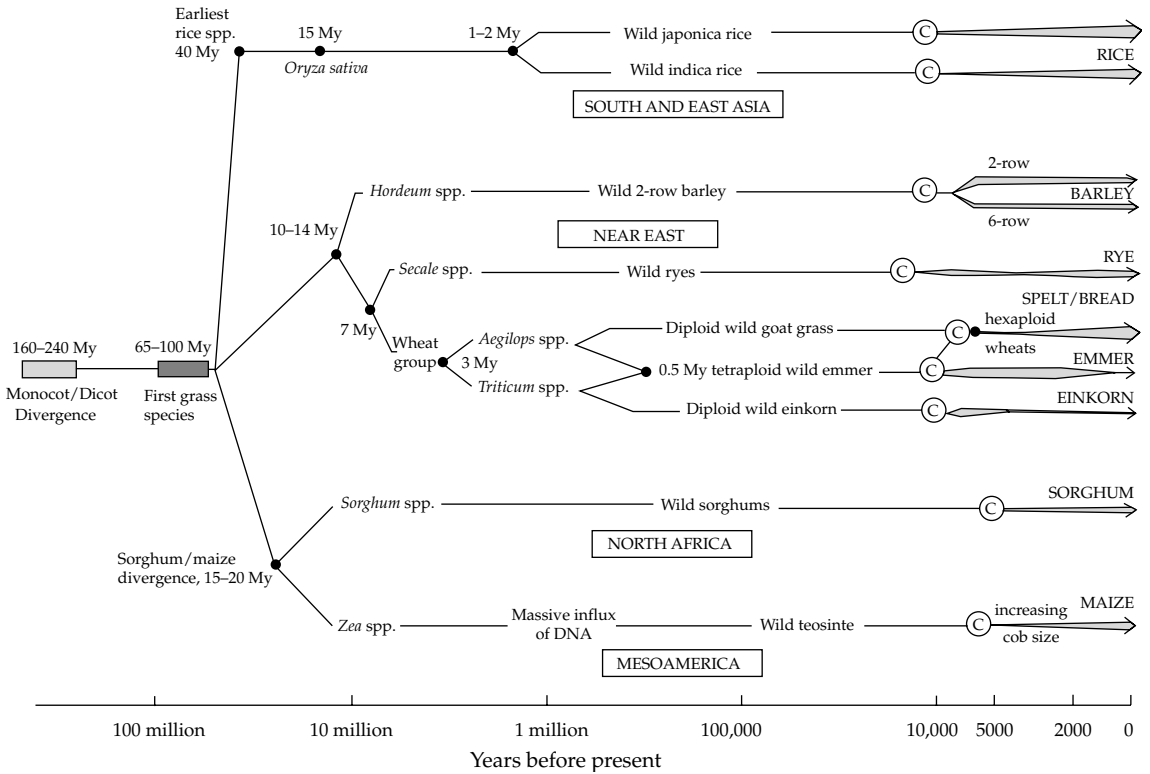 Earliest
rice spp.
40 My
15 My
Oryza sativa
1–2 My
Wild japonica rice
C
RICE
Wild indica rice
C
SOUTH AND EAST ASIA
Hordeum spp.
Wild 2-row barley
C
2-row
BARLEY
6-row
10–14 My
NEAR EAST
Secale spp.
Wild ryes
C
RYE
7 My
Wheat
group
3 My
Aegilops spp.
Diploid wild goat grass
C
SPELT/BREAD
hexaploid
wheats
160–240 My
Monocot/Dicot
Divergence
65–100 My
First grass
species
Triticum spp.
0.5 My tetraploid wild emmer
C
EMMER
Diploid wild einkorn
C
EINKORN
Sorghum spp.
Wild sorghums
C
SORGHUM
NORTH AFRICA
Sorghum/maize
divergence, 15–20 My
Zea spp.
Massive influx
of DNA
Wild teosinte
C
increasing
cob size
MAIZE
MESOAMERICA
100 million
10 million
1 million
100,000
10,000
5000
2000
0
Years before present